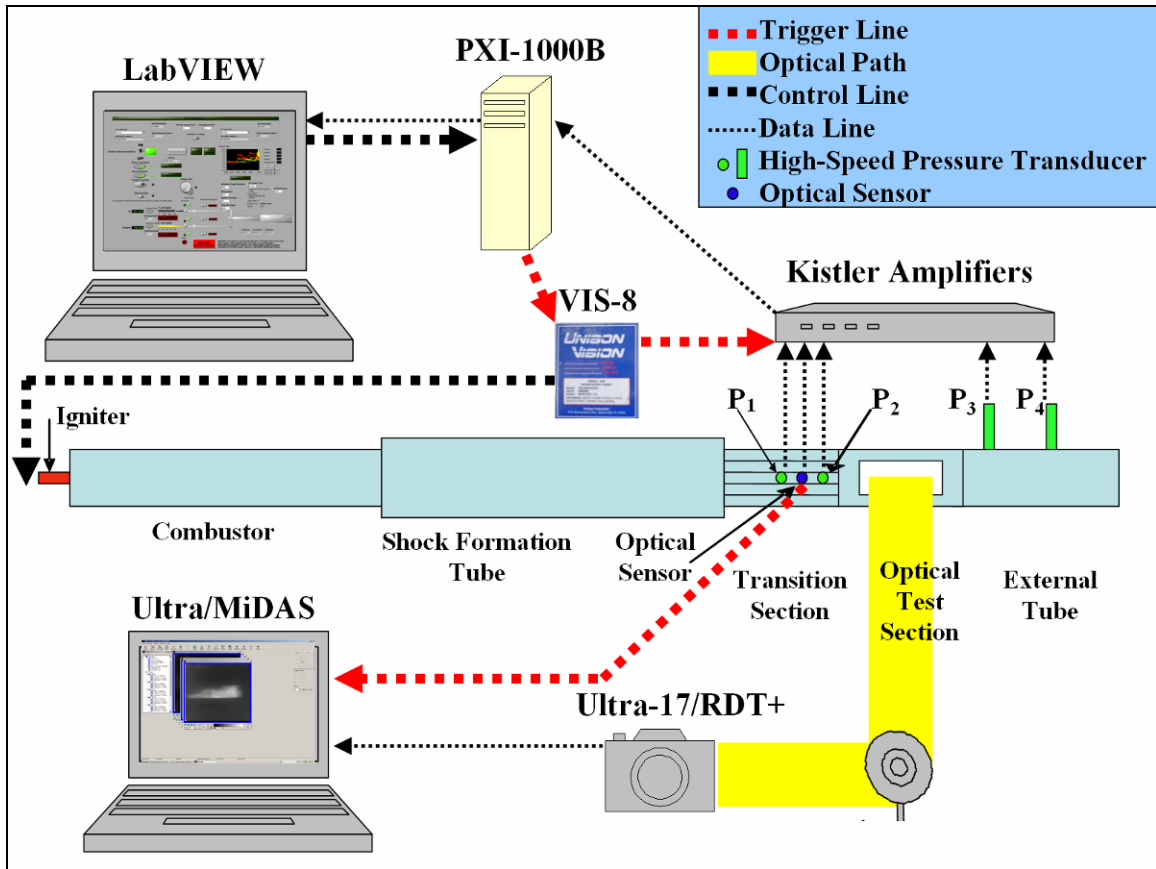 LabVIEW
PXI-1000B
Trigger Line
Optical Path
Control Line
Data Line
High-Speed Pressure Transducer
Optical Sensor
VIS-8
Kistler Amplifiers
UNISON
VISION
Igniter
P1
P2
P3
P4
Combustor
Shock Formation
Tube
Optical
Sensor
Transition
Section
Optical
Test
Section
External
Tube
Ultra/MiDAS
Ultra-17/RDT+